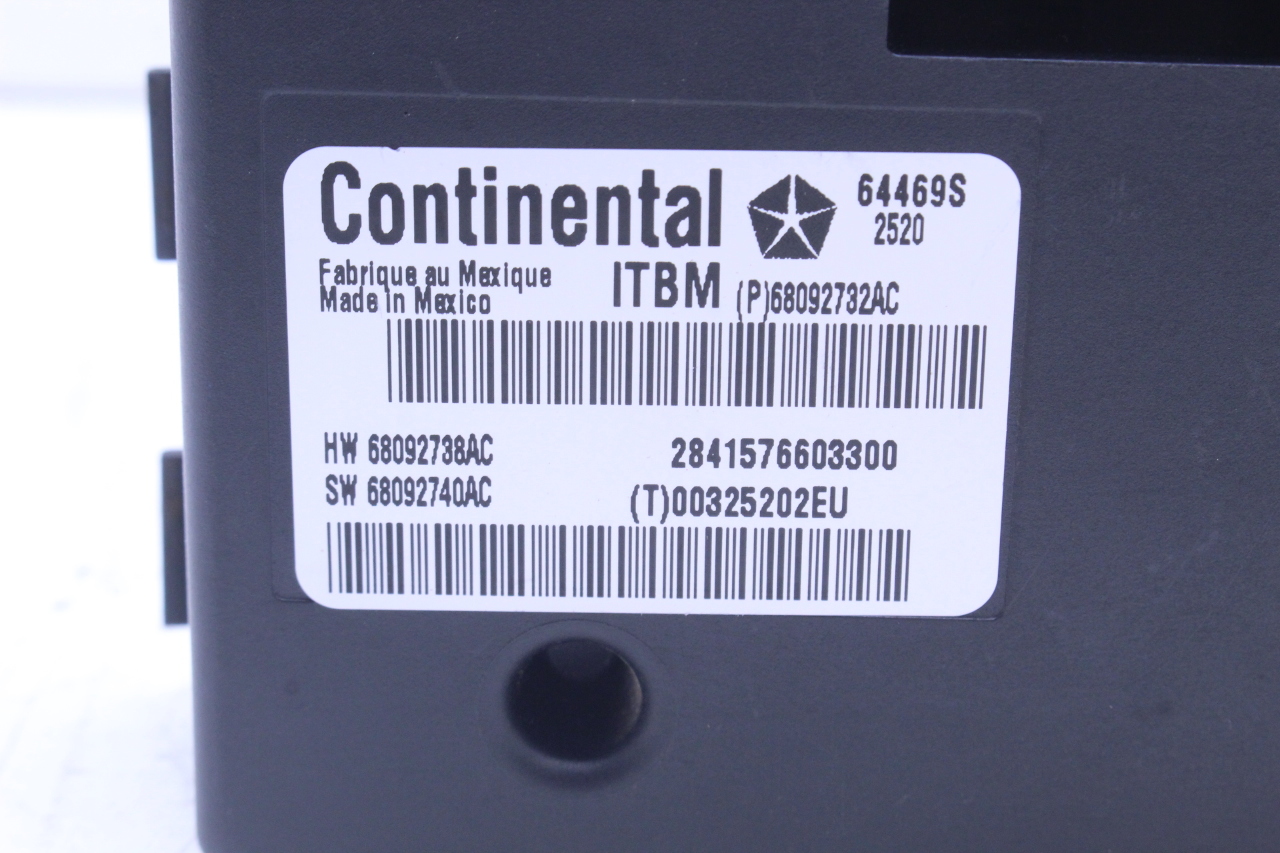 Continental
64469S
2520
Fabrique au Mexique
Made in Mexico
ITBM (P)68092732AC
HW 68092738AC
2841576603300
SW 68092740AC
(T)00325202EU